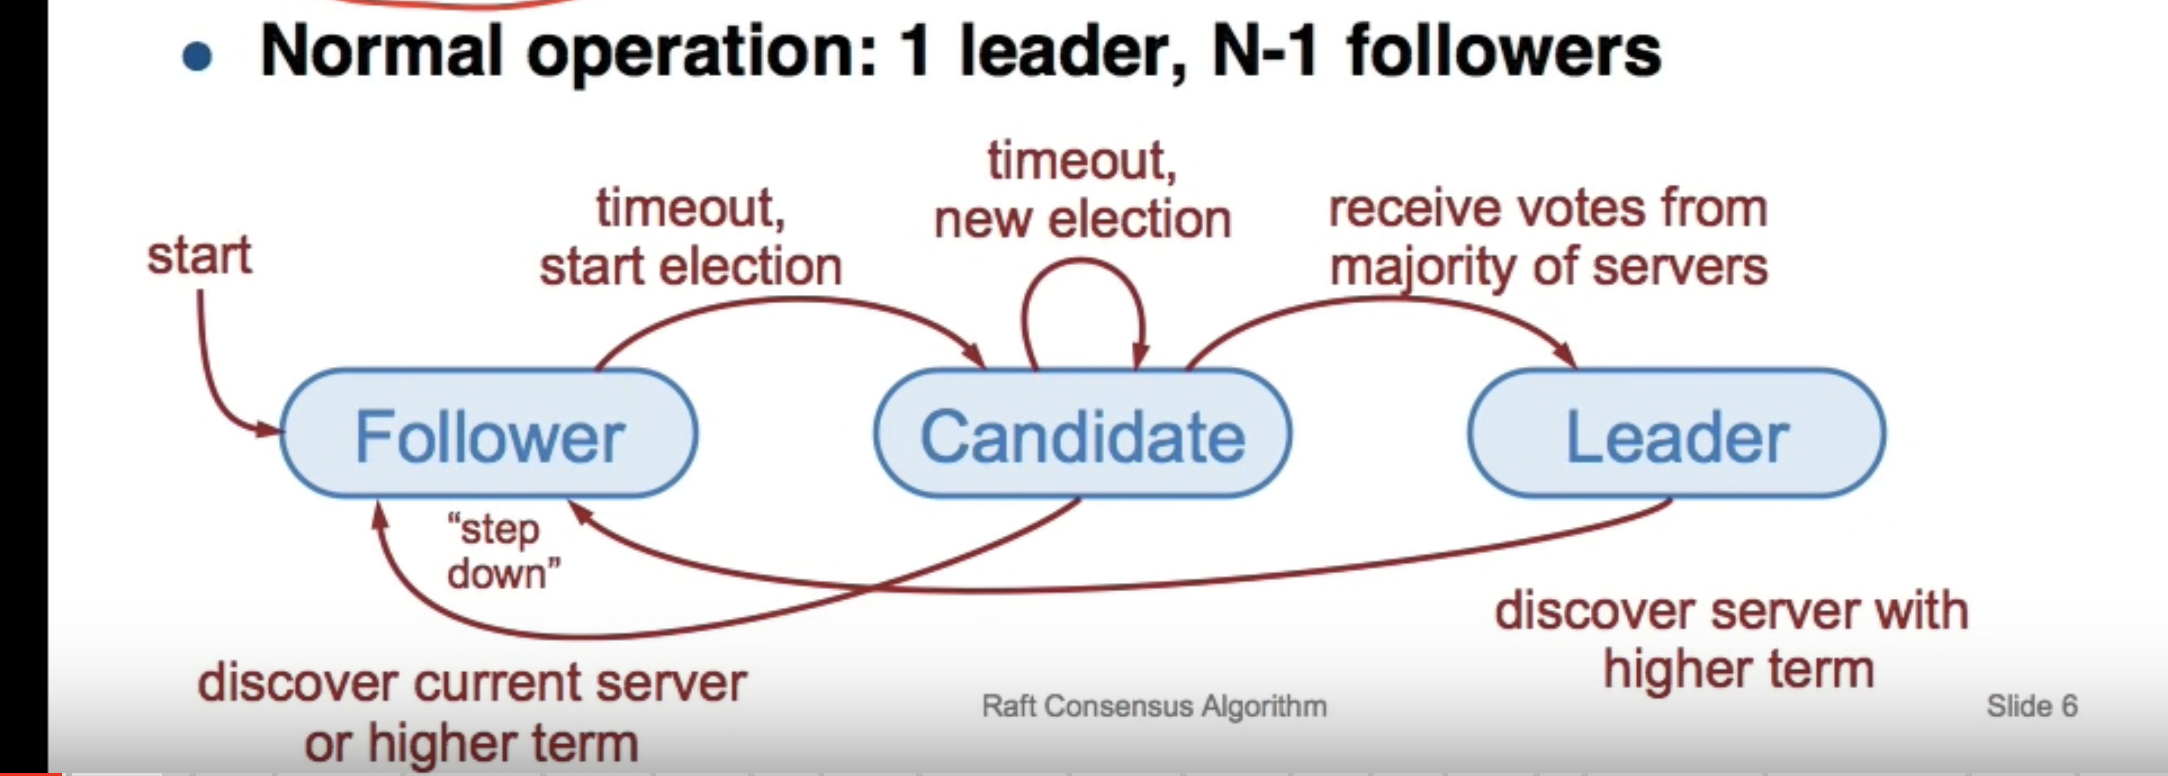 • Normal operation: 1 leader, N-1 followers
timeout,
new election
timeout,
start election
receive votes from
majority of servers
start
Follower
Candidate
Leader
“step
down”
discover server with
higher term
discover current server
or higher term
Raft Consensus Algorithm
Slide 6